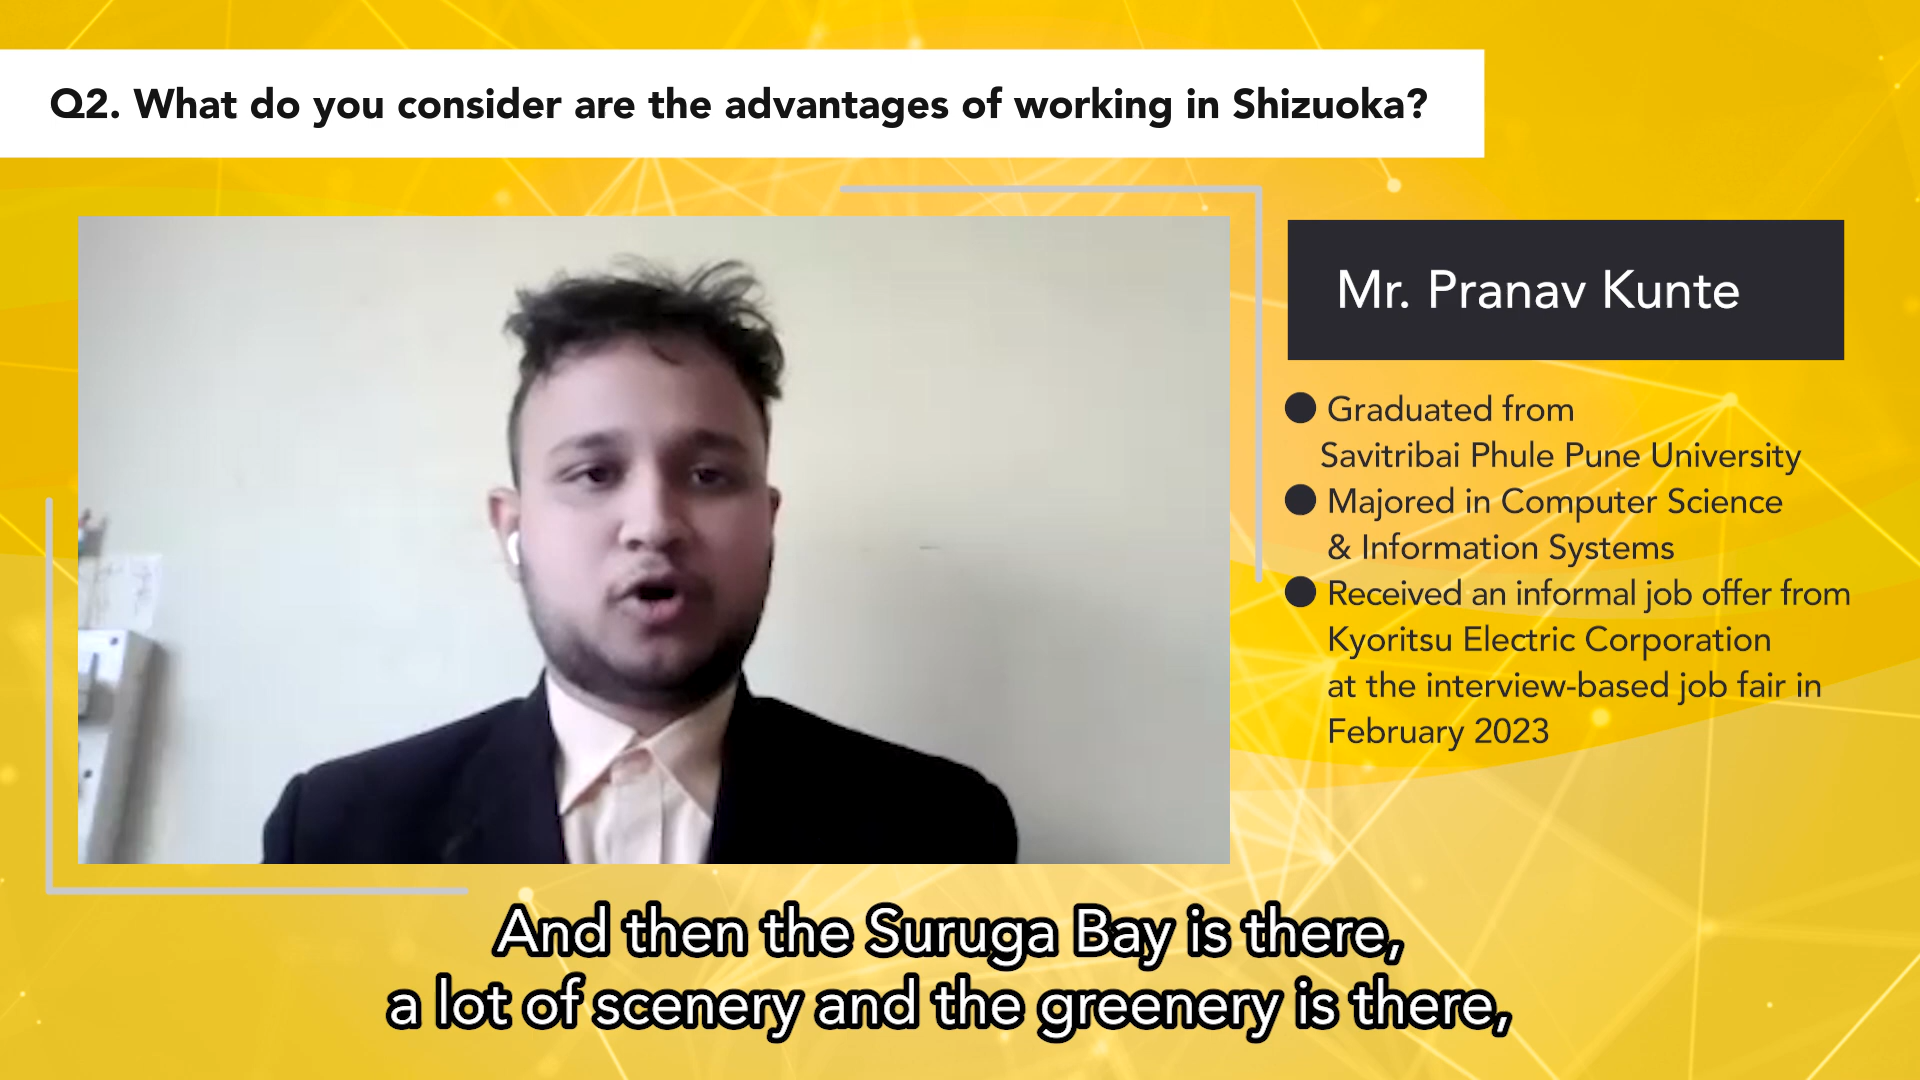 Q2. What do you consider are the advantages of working in Shizuoka?
Mr. Pranav Kunte
● Graduated from
Savitribai Phule Pune University
● Majored in Computer Science
& Information Systems
● Received an informal job offer from
Kyoritsu Electric Corporation
at the interview-based job fair in
February 2023
And then the Suruga Bay is there,
a lot of scenery and the greenery is there,